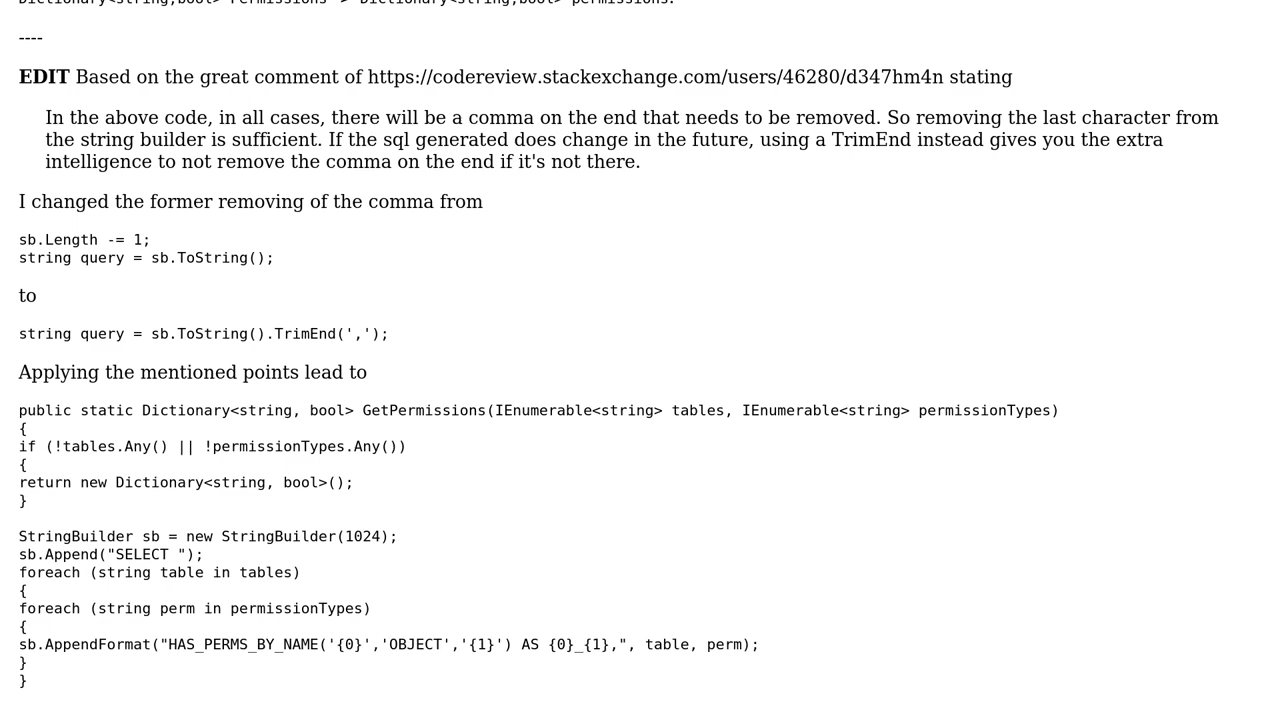 Dictionary<string,bool> Permissions -> Dictionary<string,bool> permissions.
----
EDIT Based on the great comment of https://codereview.stackexchange.com/users/46280/d347hm4n stating
In the above code, in all cases, there will be a comma on the end that needs to be removed. So removing the last character from
the string builder is sufficient. If the sql generated does change in the future, using a TrimEnd instead gives you the extra
intelligence to not remove the comma on the end if it's not there.
I changed the former removing of the comma from
sb.Length -= 1;
string query = sb.ToString();
to
string query = sb.ToString().TrimEnd(',');
Applying the mentioned points lead to
public static Dictionary<string, bool> GetPermissions(IEnumerable<string> tables, IEnumerable<string> permissionTypes)
{
if (!tables.Any() || !permissionTypes.Any())
{
return new Dictionary<string, bool>();
}
StringBuilder sb = new StringBuilder(1024);
sb.Append("SELECT ");
foreach (string table in tables)
{
foreach (string perm in permissionTypes)
{
sb.AppendFormat("HAS_PERMS_BY_NAME('{0}','OBJECT','{1}') AS {0}_{1},", table, perm);
}
}